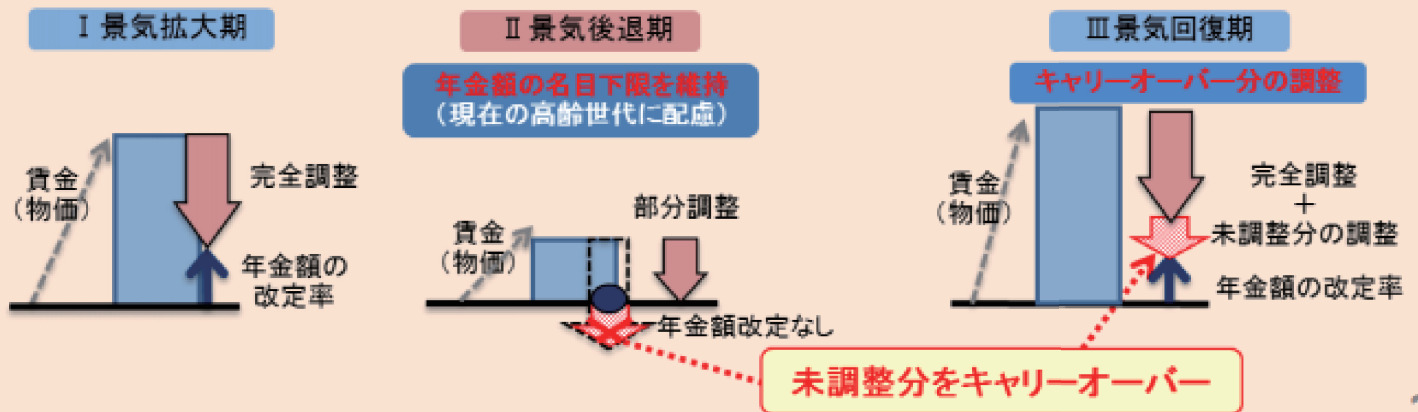 Ⅰ 景気拡大期
賃金
（物価）
完全調整
年金額の
改定率
Ⅱ 景気後退期
年金額の名目下限を維持
（現在の高齢世代に配慮）
賃金
（物価）
部分調整
年金額改定なし
Ⅲ景気回復期
キャリーオーバー分の調整
賃金
（物価）
完全調整
＋
未調整分の調整
年金額の改定率
未調整分をキャリーオーバー